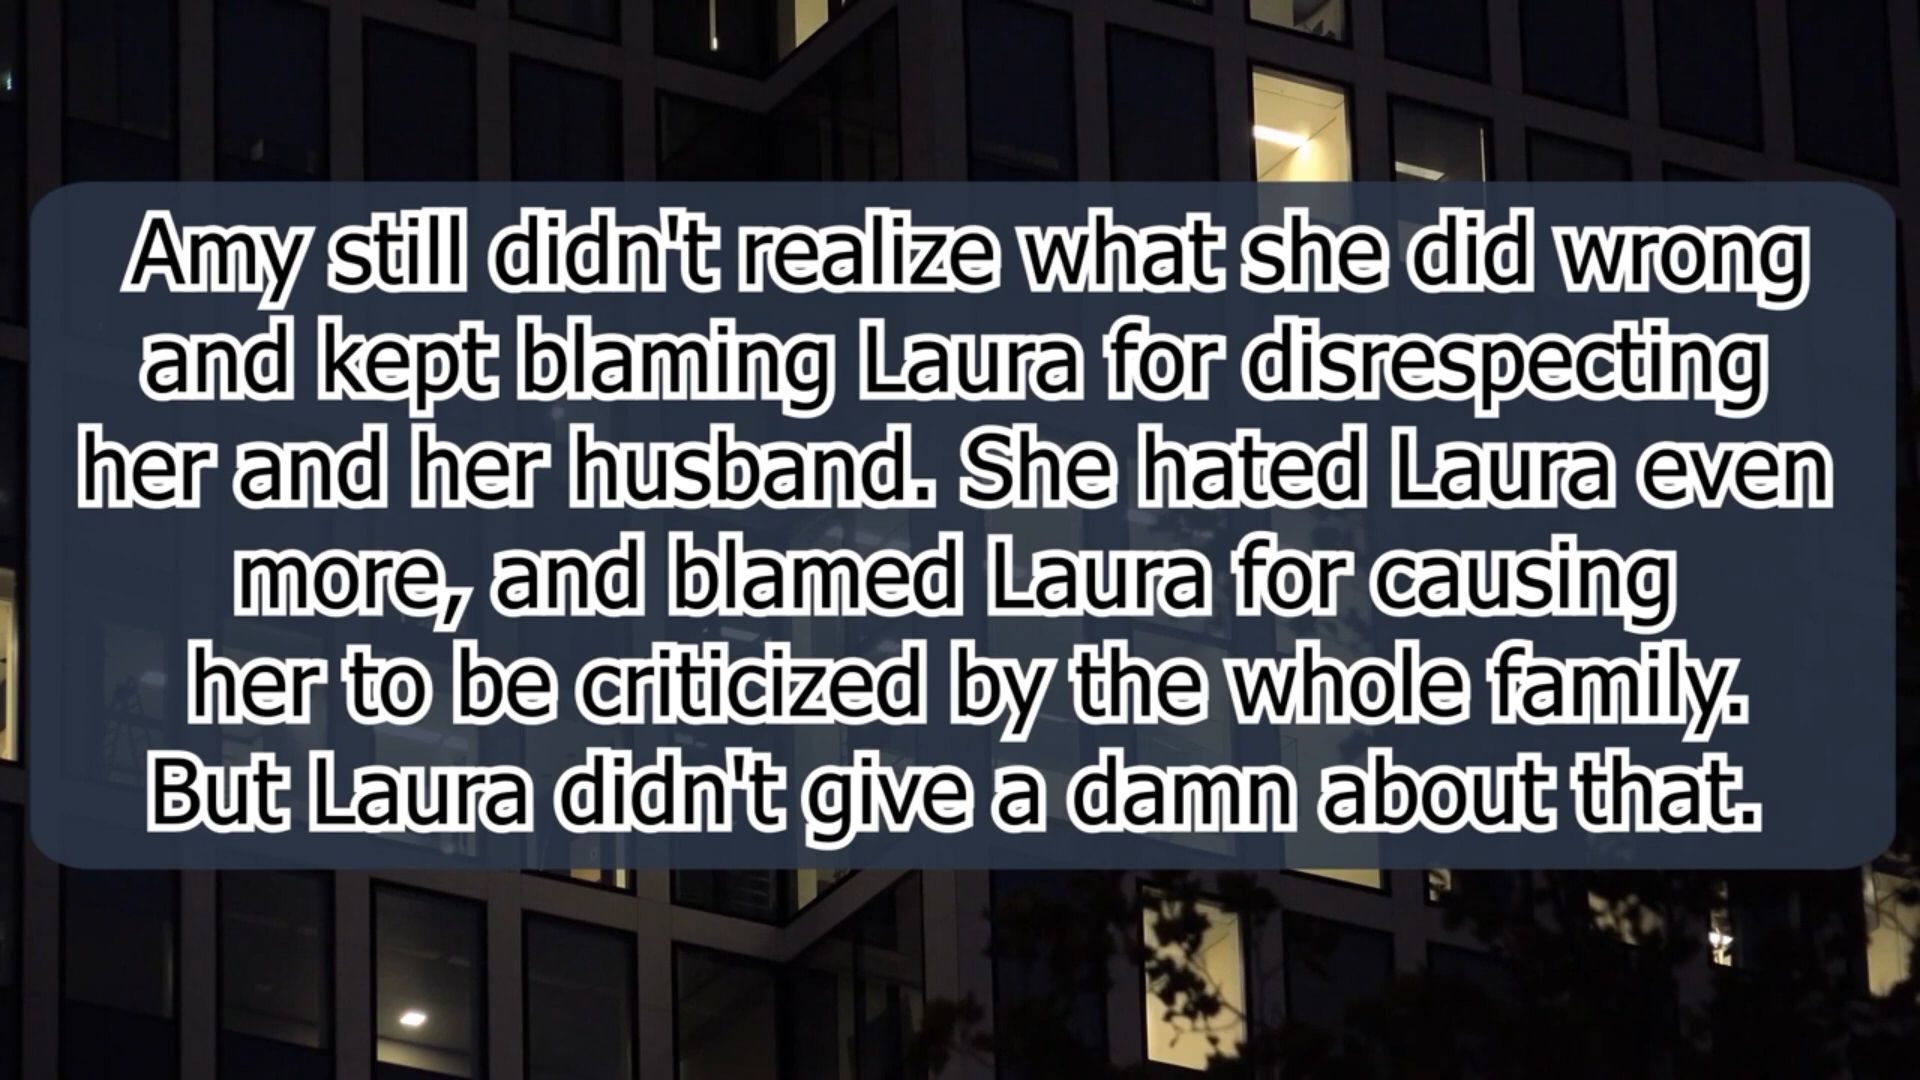 Amy still didn't realize what she did wrong
and kept blaming Laura for disrespecting
her and her husband. She hated Laura even
more, and blamed Laura for causing
her to be criticized by the whole family.
But Laura didn't give a damn about that.